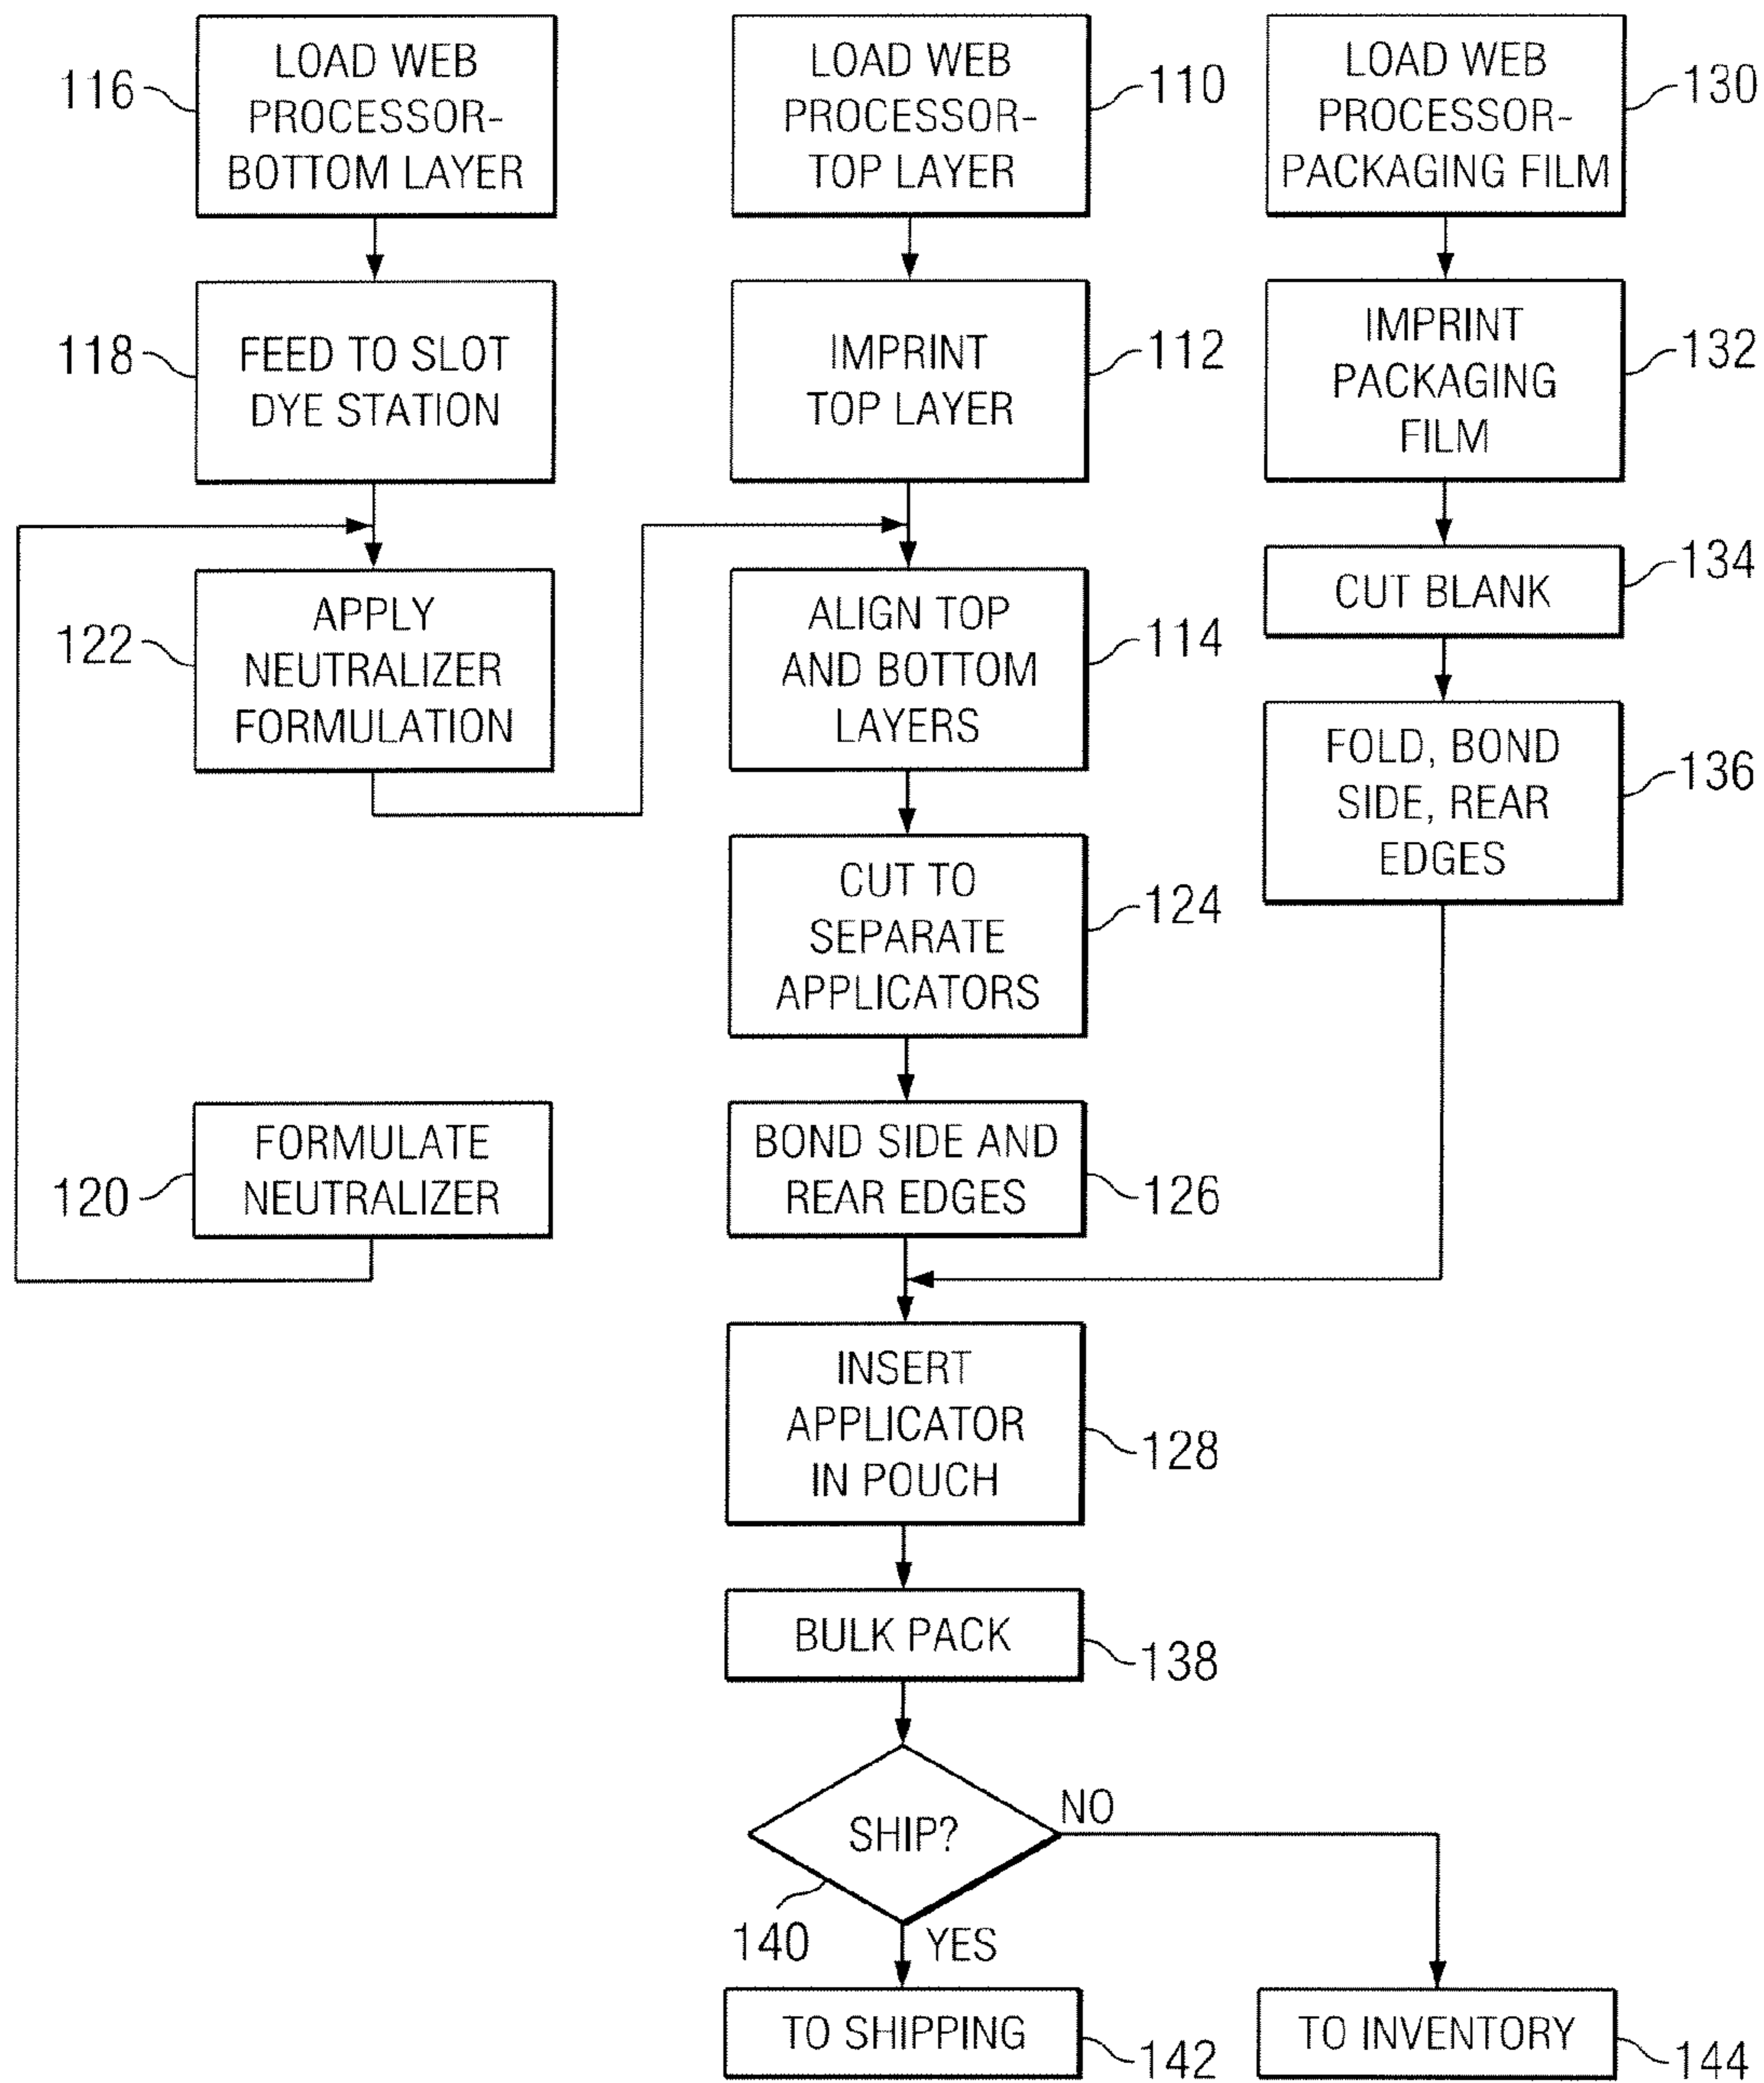 LOAD WEB
PROCESSOR-
BOTTOM LAYER
116
LOAD WEB
PROCESSOR-
TOP LAYER
110
LOAD WEB
PROCESSOR-
PACKAGING FILM
130
FEED TO SLOT
DYE STATION
118
IMPRINT
TOP LAYER
112
IMPRINT
PACKAGING
FILM
132
CUT BLANK
134
APPLY
NEUTRALIZER
FORMULATION
122
ALIGN TOP
AND BOTTOM
LAYERS
114
FOLD, BOND
SIDE, REAR
EDGES
136
CUT TO
SEPARATE
APPLICATORS
124
FORMULATE
NEUTRALIZER
120
BOND SIDE AND
REAR EDGES
126
INSERT
APPLICATOR
IN POUCH
128
BULK PACK
138
SHIP?
140
NO
YES
TO SHIPPING
142
TO INVENTORY
144